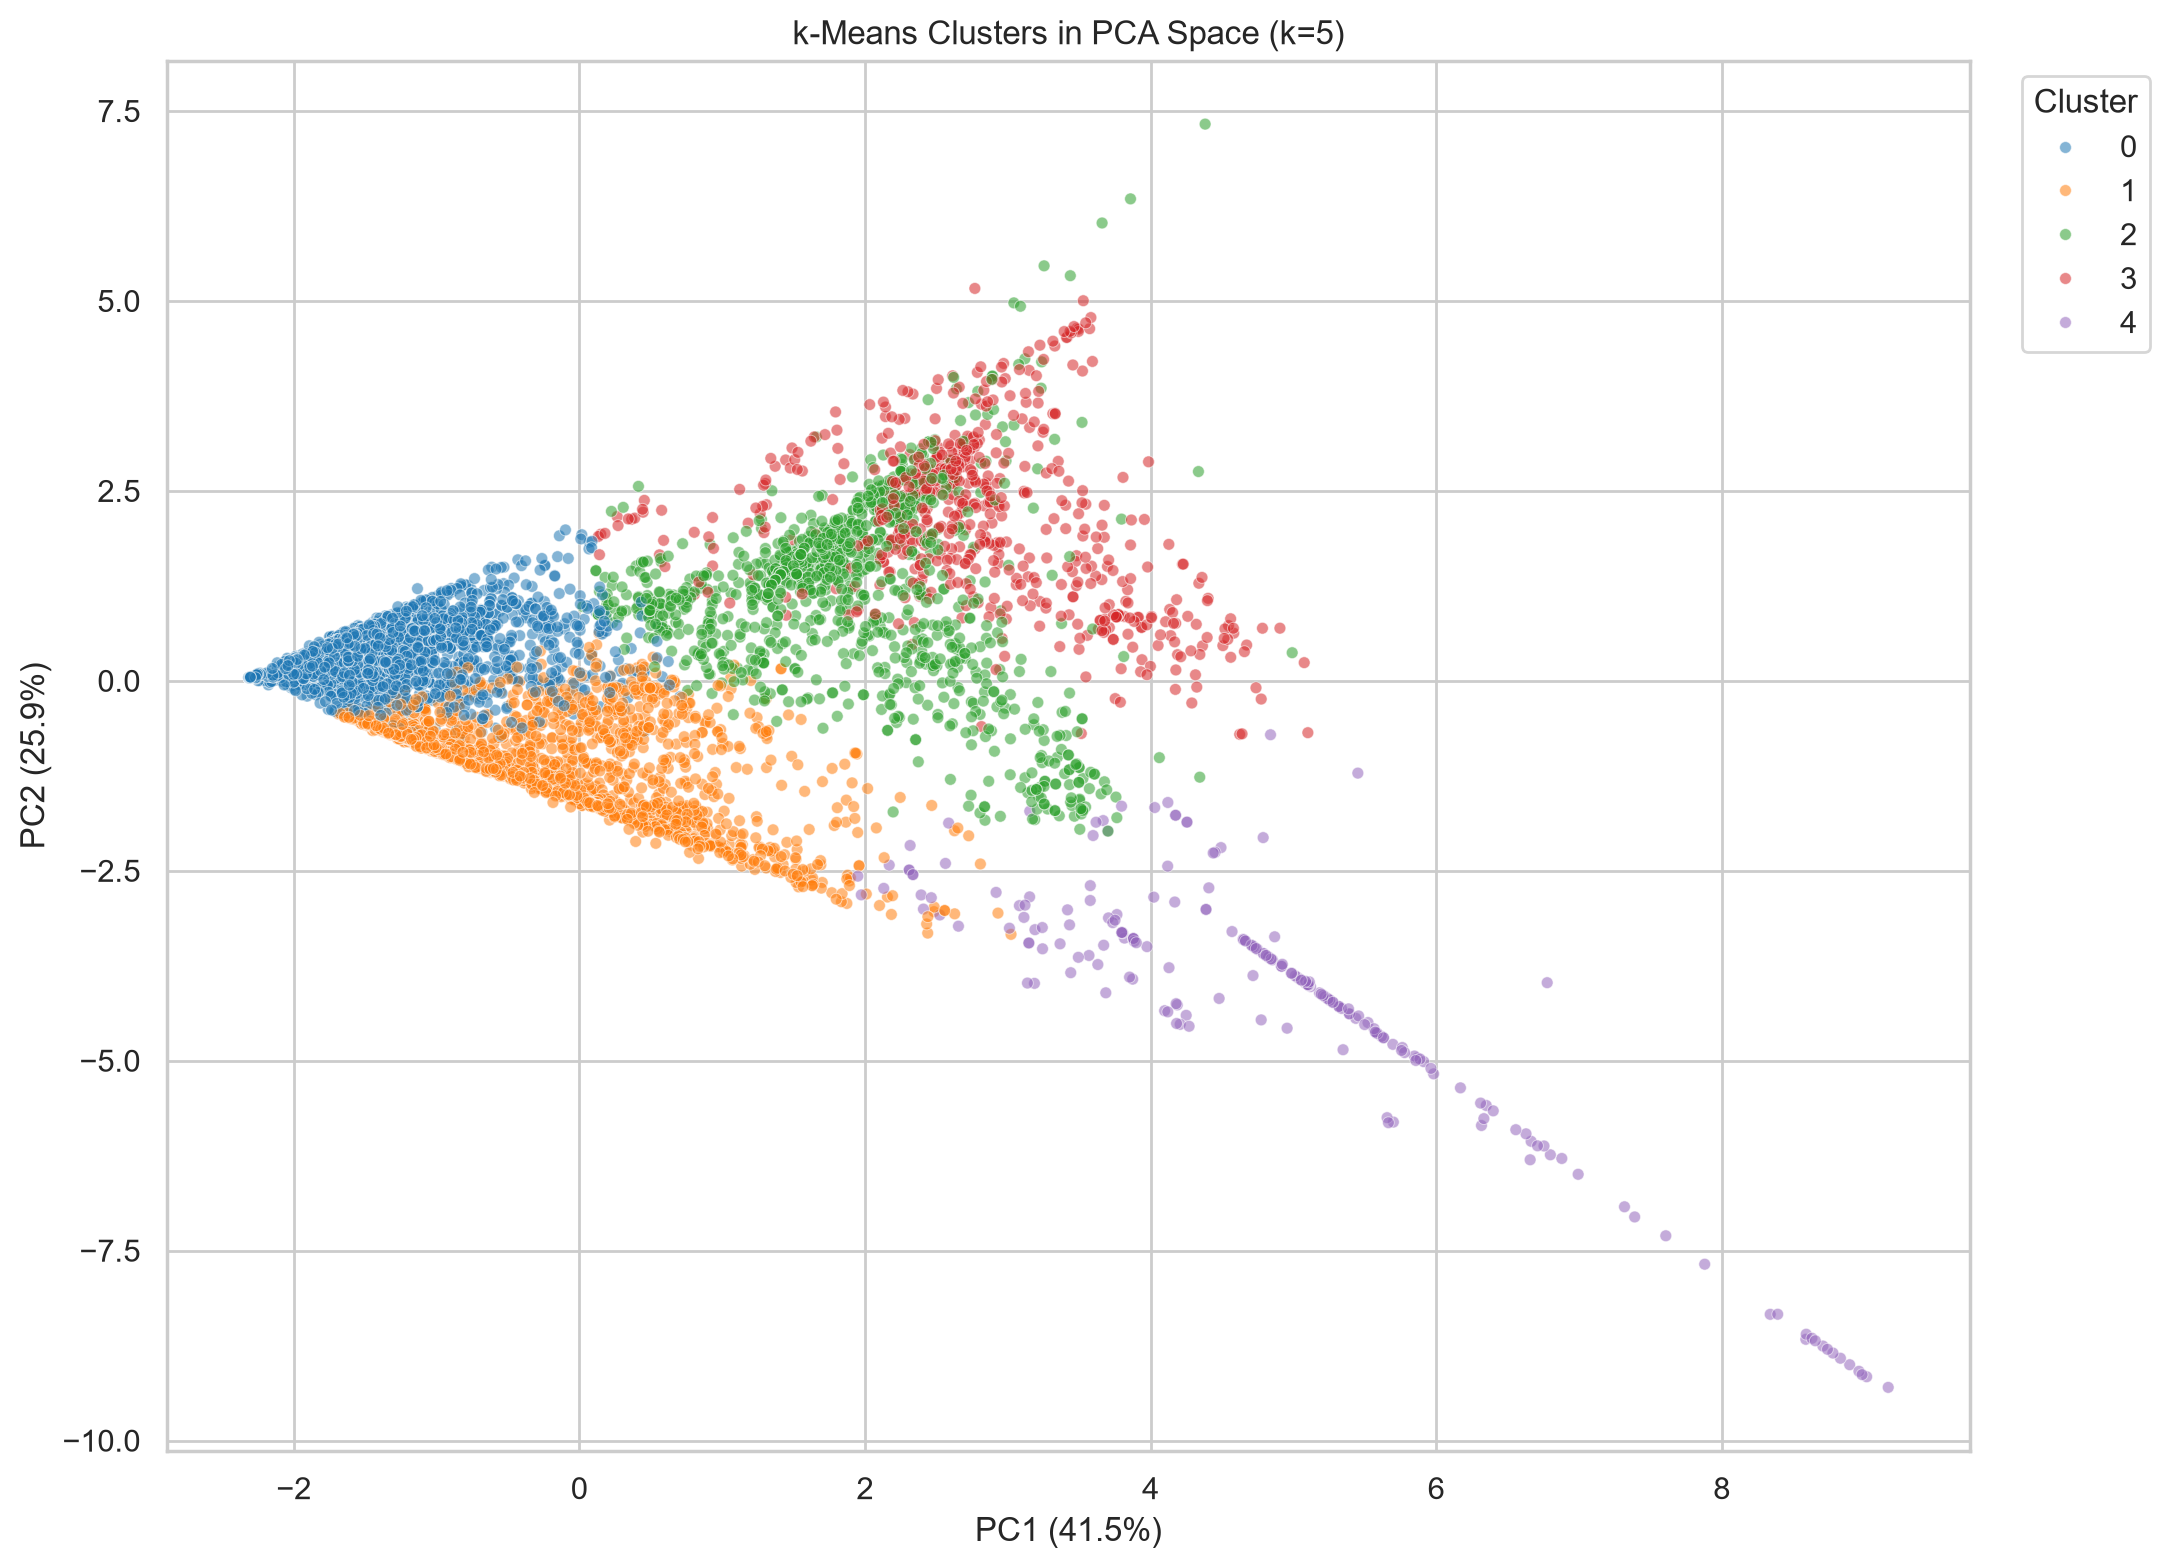 k-Means Clusters in PCA Space (k=5)
Cluster
0
1
2
3
4
7.5
5.0
2.5
0.0
−2.5
−5.0
−7.5
−10.0
PC2 (25.9%)
−2 0 2 4 6 8
PC1 (41.5%)